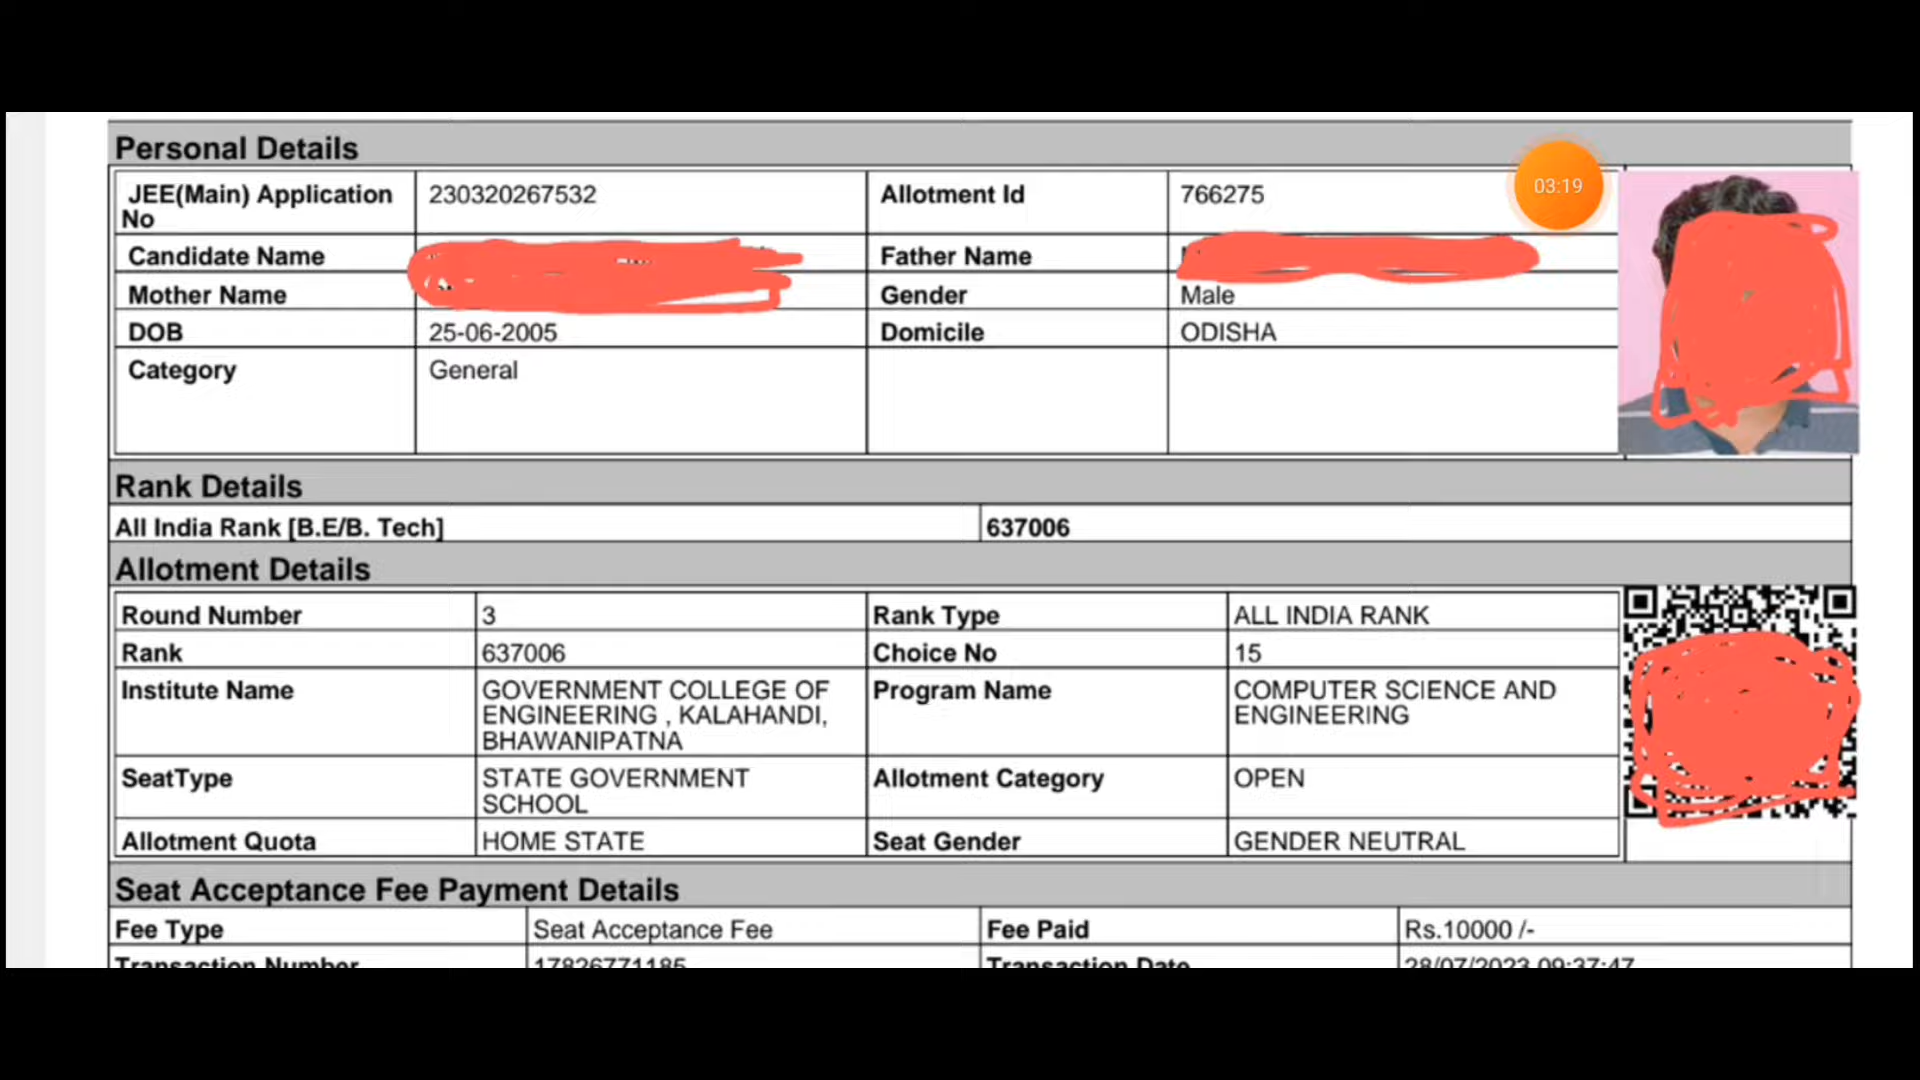 Personal Details
03:19
JEE(Main) Application No 230320267532 Allotment Id 766275
Candidate Name Father Name
Mother Name Gender Male
DOB 25-06-2005 Domicile ODISHA
Category General
Rank Details
All India Rank [B.E/B. Tech] 637006
Allotment Details
Round Number 3 Rank Type ALL INDIA RANK
Rank 637006 Choice No 15
Institute Name GOVERNMENT COLLEGE OF ENGINEERING , KALAHANDI, BHAWANIPATNA Program Name COMPUTER SCIENCE AND ENGINEERING
SeatType STATE GOVERNMENT SCHOOL Allotment Category OPEN
Allotment Quota HOME STATE Seat Gender GENDER NEUTRAL
Seat Acceptance Fee Payment Details
Fee Type Seat Acceptance Fee Fee Paid Rs.10000 /-
Transaction Number 17826771185 Transaction Date 28/07/2023 09:37:47